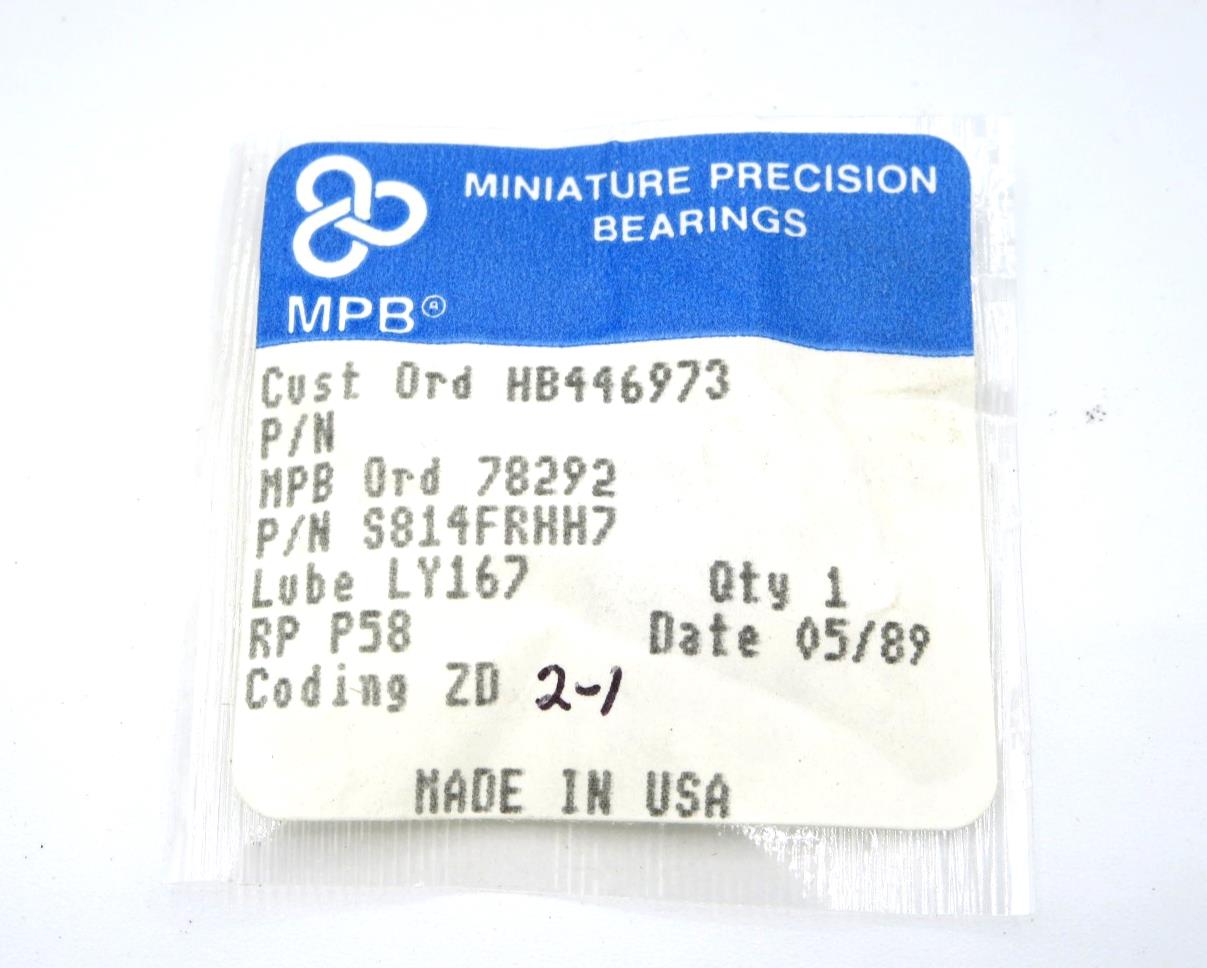 MINIATURE PRECISION
BEARINGS
MPB®
Cust Ord HB446973
P/N
MPB Ord 78292
P/N S814FRHH7
Lube LY167 Qty 1
RP P58 Date 05/89
Coding ZD 2-1
MADE IN USA